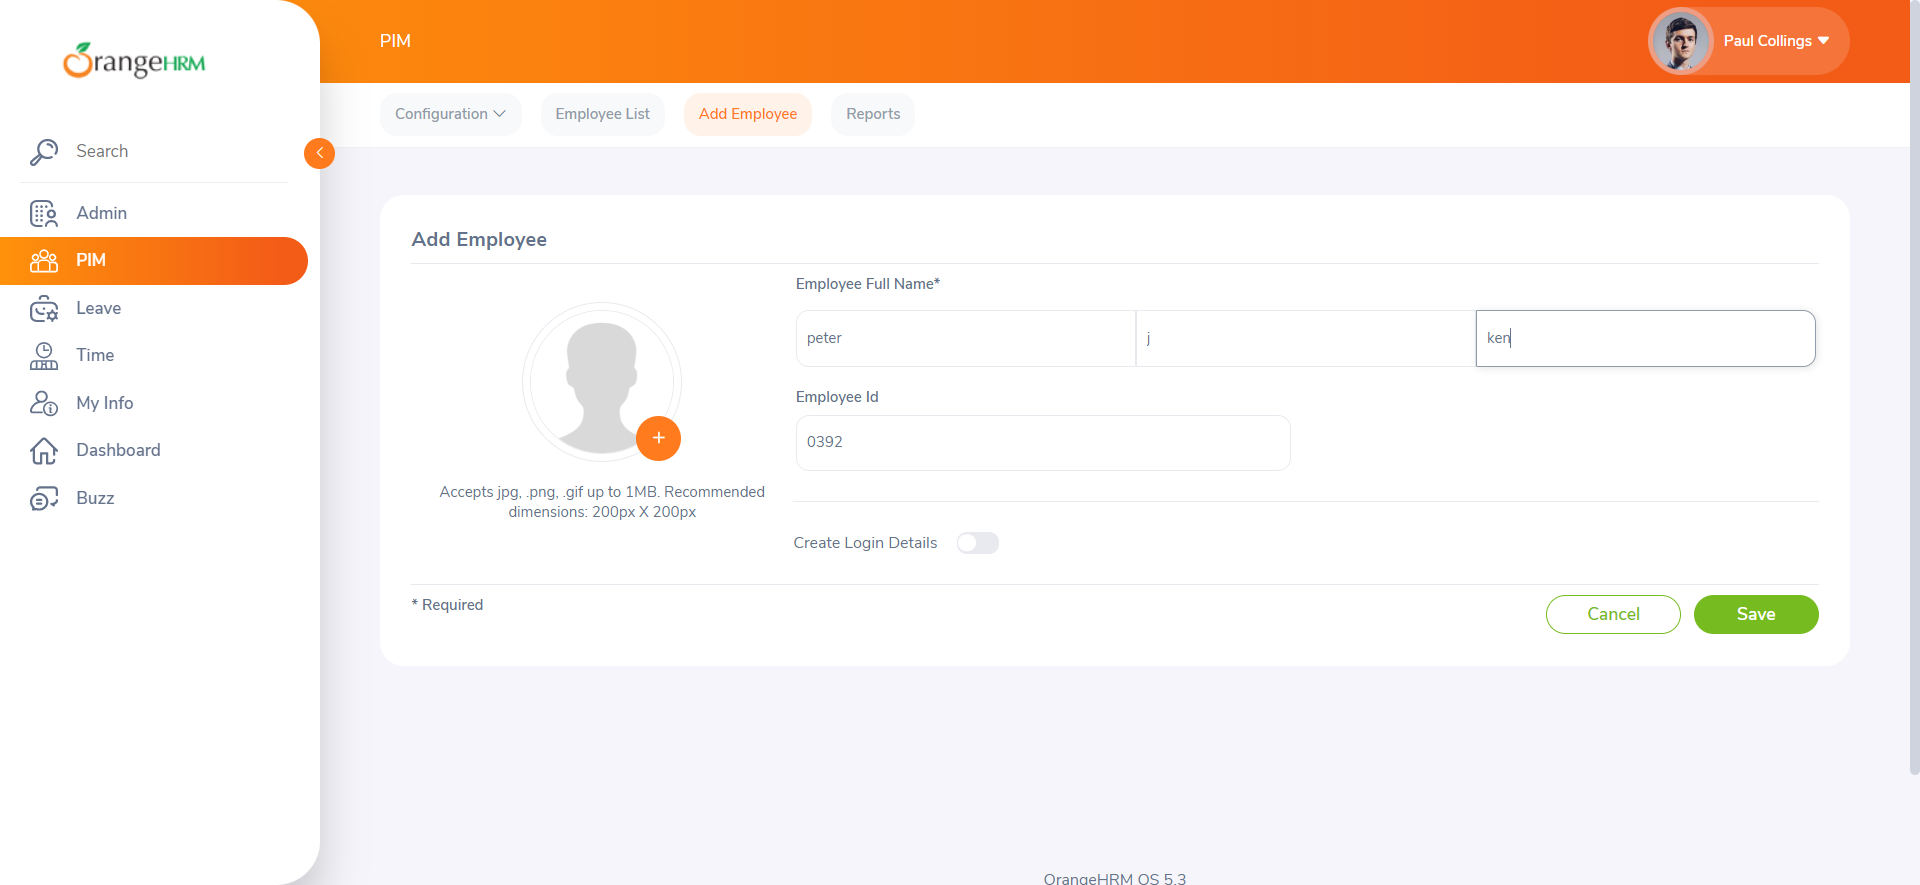 OrangeHRM
PIM
Paul Collings
Configuration
Employee List
Add Employee
Reports
Search
Admin
PIM
Leave
Time
My Info
Dashboard
Buzz
Add Employee
Employee Full Name*
peter
j
ken
Employee Id
0392
Accepts jpg, .png, .gif up to 1MB. Recommended
dimensions: 200px X 200px
Create Login Details
* Required
Cancel
Save
OrangeHRM OS 5.3